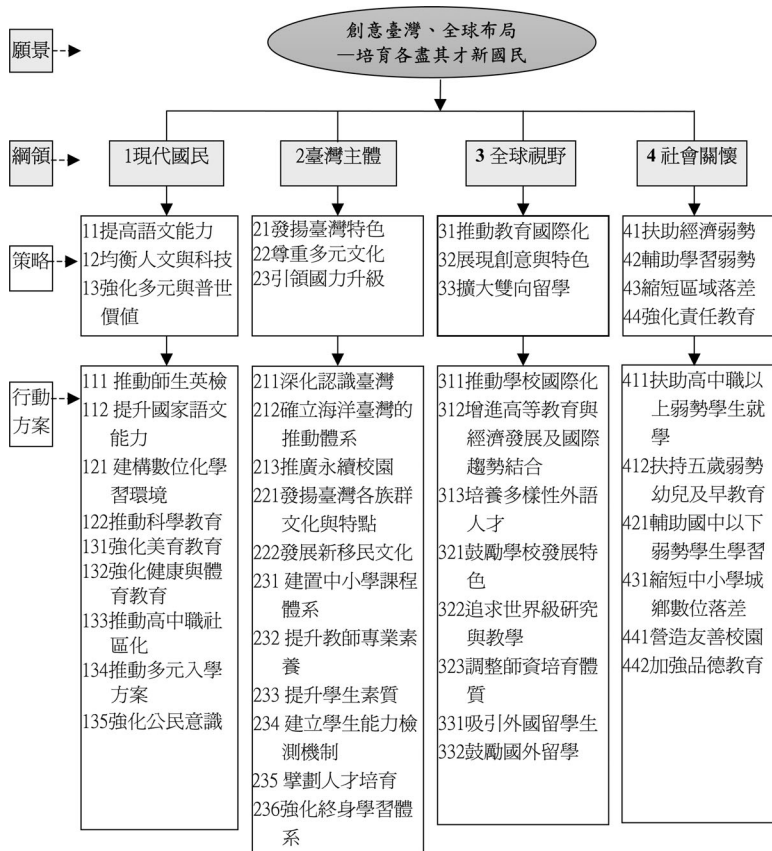 創意臺灣、全球布局
—培育各盡其才新國民
願景
綱領
1現代國民
2臺灣主體
3 全球視野
4 社會關懷
策略
11提高語文能力
12均衡人文與科技
13強化多元與普世
價值
21發揚臺灣特色
22尊重多元文化
23引領國力升級
31推動教育國際化
32展現創意與特色
33擴大雙向留學
41扶助經濟弱勢
42輔助學習弱勢
43縮短區域落差
44強化責任教育
行動
方案
111 推動師生英檢
112 提升國家語文
能力
121 建構數位化學
習環境
122推動科學教育
131強化美育教育
132強化健康與體
育教育
133推動高中職社
區化
134推動多元入學
方案
135強化公民意識
211深化認識臺灣
212確立海洋臺灣的
推動體系
213推廣永續校園
221發揚臺灣各族群
文化與特點
222發展新移民文化
231 建置中小學課程
體系
232 提升教師專業素
養
233 提升學生素質
234 建立學生能力檢
測機制
235 擘劃人才培育
236強化終身學習體
系
311推動學校國際化
312增進高等教育與
經濟發展及國際
趨勢結合
313培養多樣性外語
人才
321鼓勵學校發展特
色
322追求世界級研究
與教學
323調整師資培育體
質
331吸引外國留學生
332鼓勵國外留學
411扶助高中職以
上弱勢學生就
學
412扶持五歲弱勢
幼兒及早教育
421輔助國中以下
弱勢學生學習
431縮短中小學城
鄉數位落差
441營造友善校園
442加強品德教育